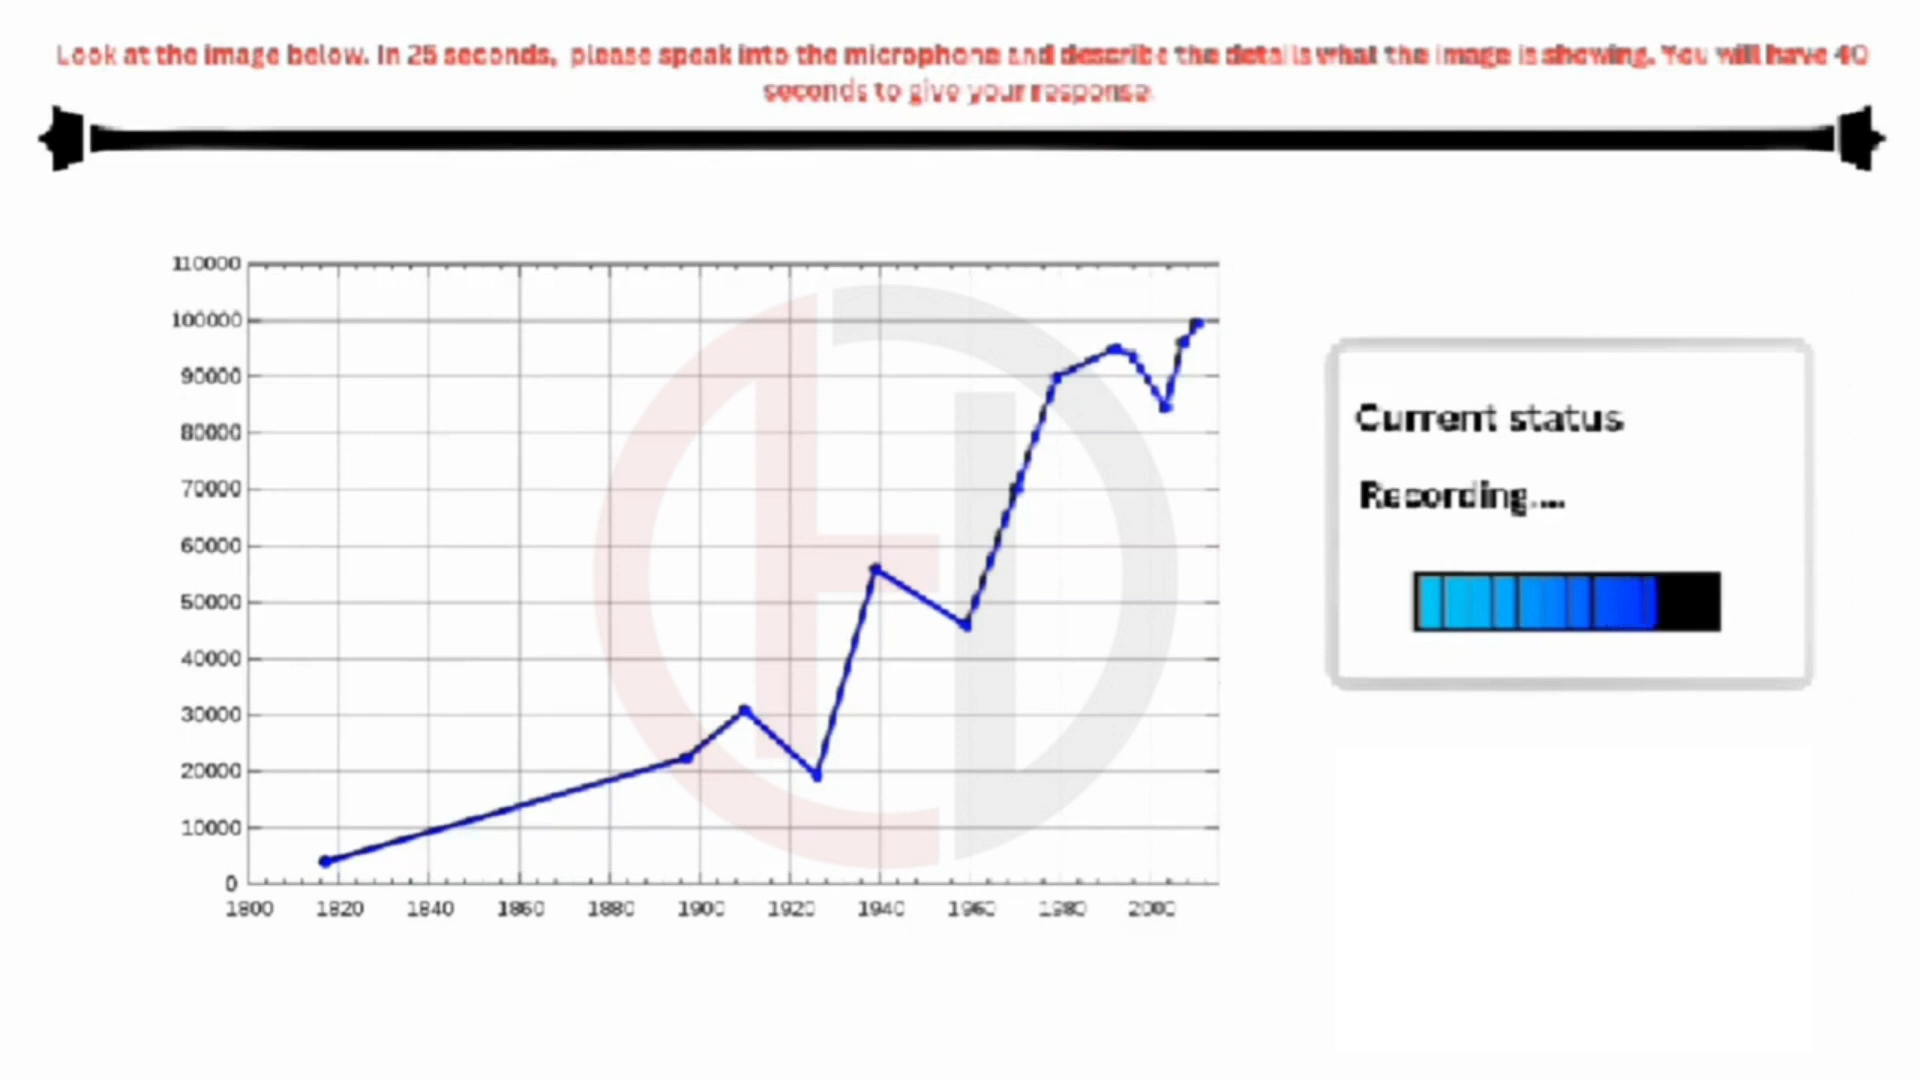 Look at the image below. In 25 seconds, please speak into the microphone and describe the details what the image is showing. You will have 40
seconds to give your response.
110000
100000
90000
80000
70000
60000
50000
40000
30000
20000
10000
0
1800 1820 1840 1860 1880 1900 1920 1940 1960 1980 2000
Current status
Recording....